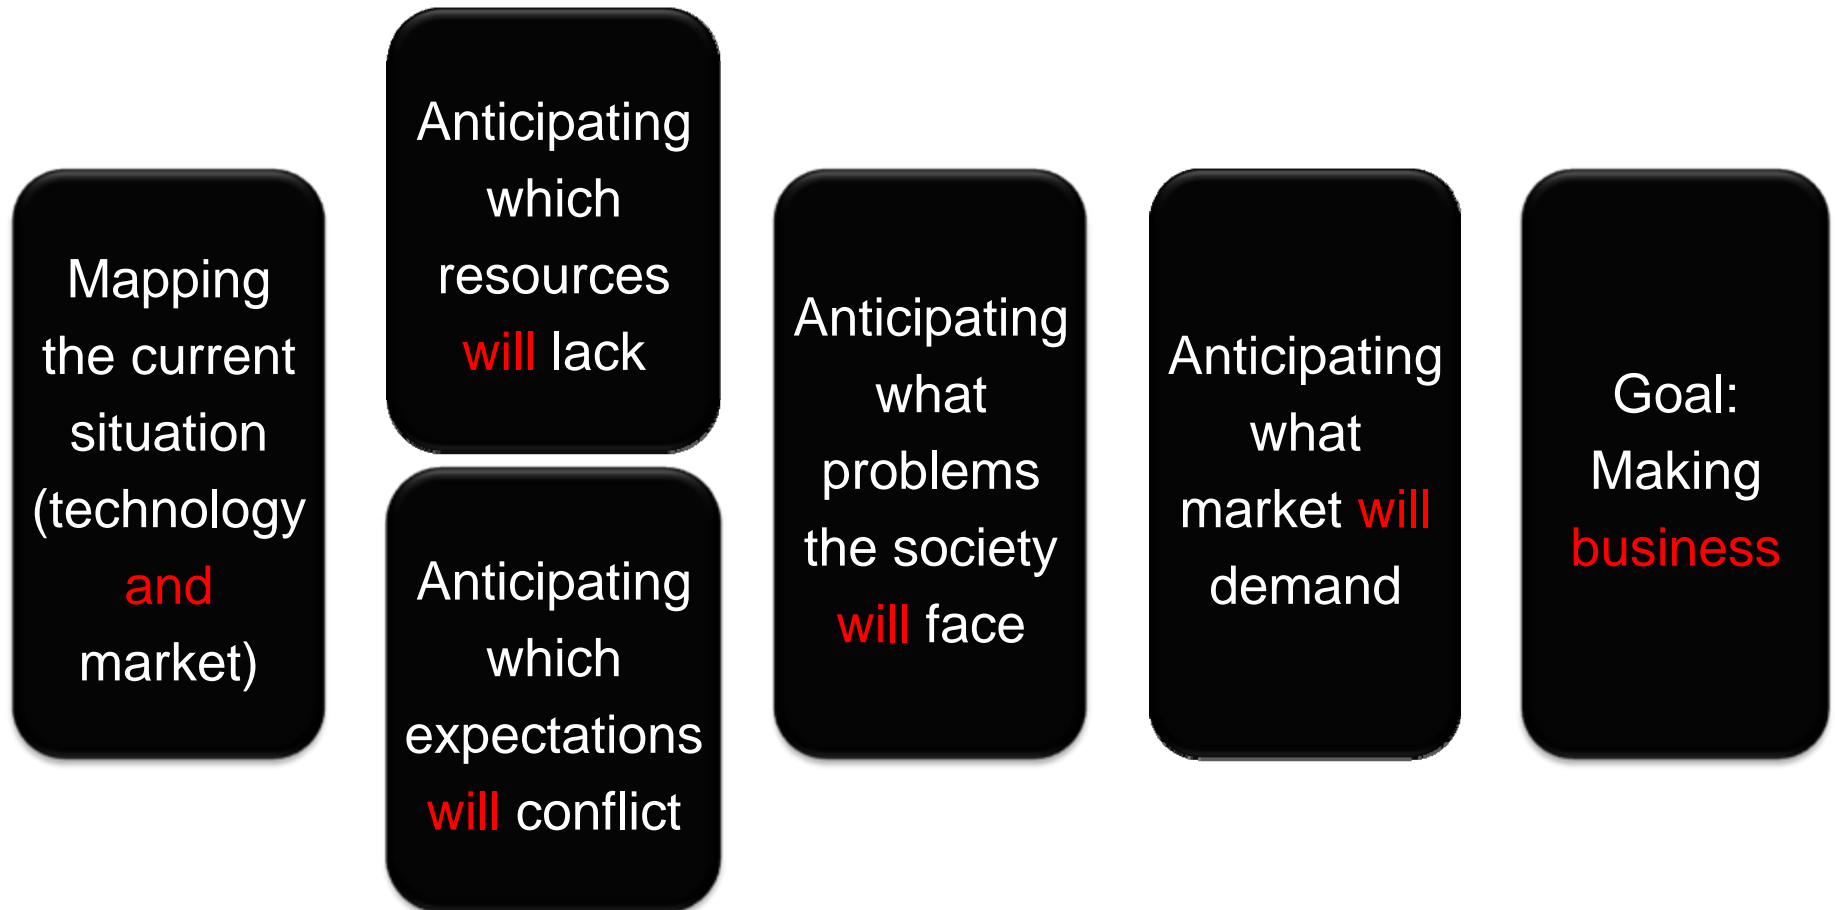 Mapping
the current
situation
(technology
and
market)
Anticipating
which
resources
will lack
Anticipating
which
expectations
will conflict
Anticipating
what
problems
the society
will face
Anticipating
what
market will
demand
Goal:
Making
business